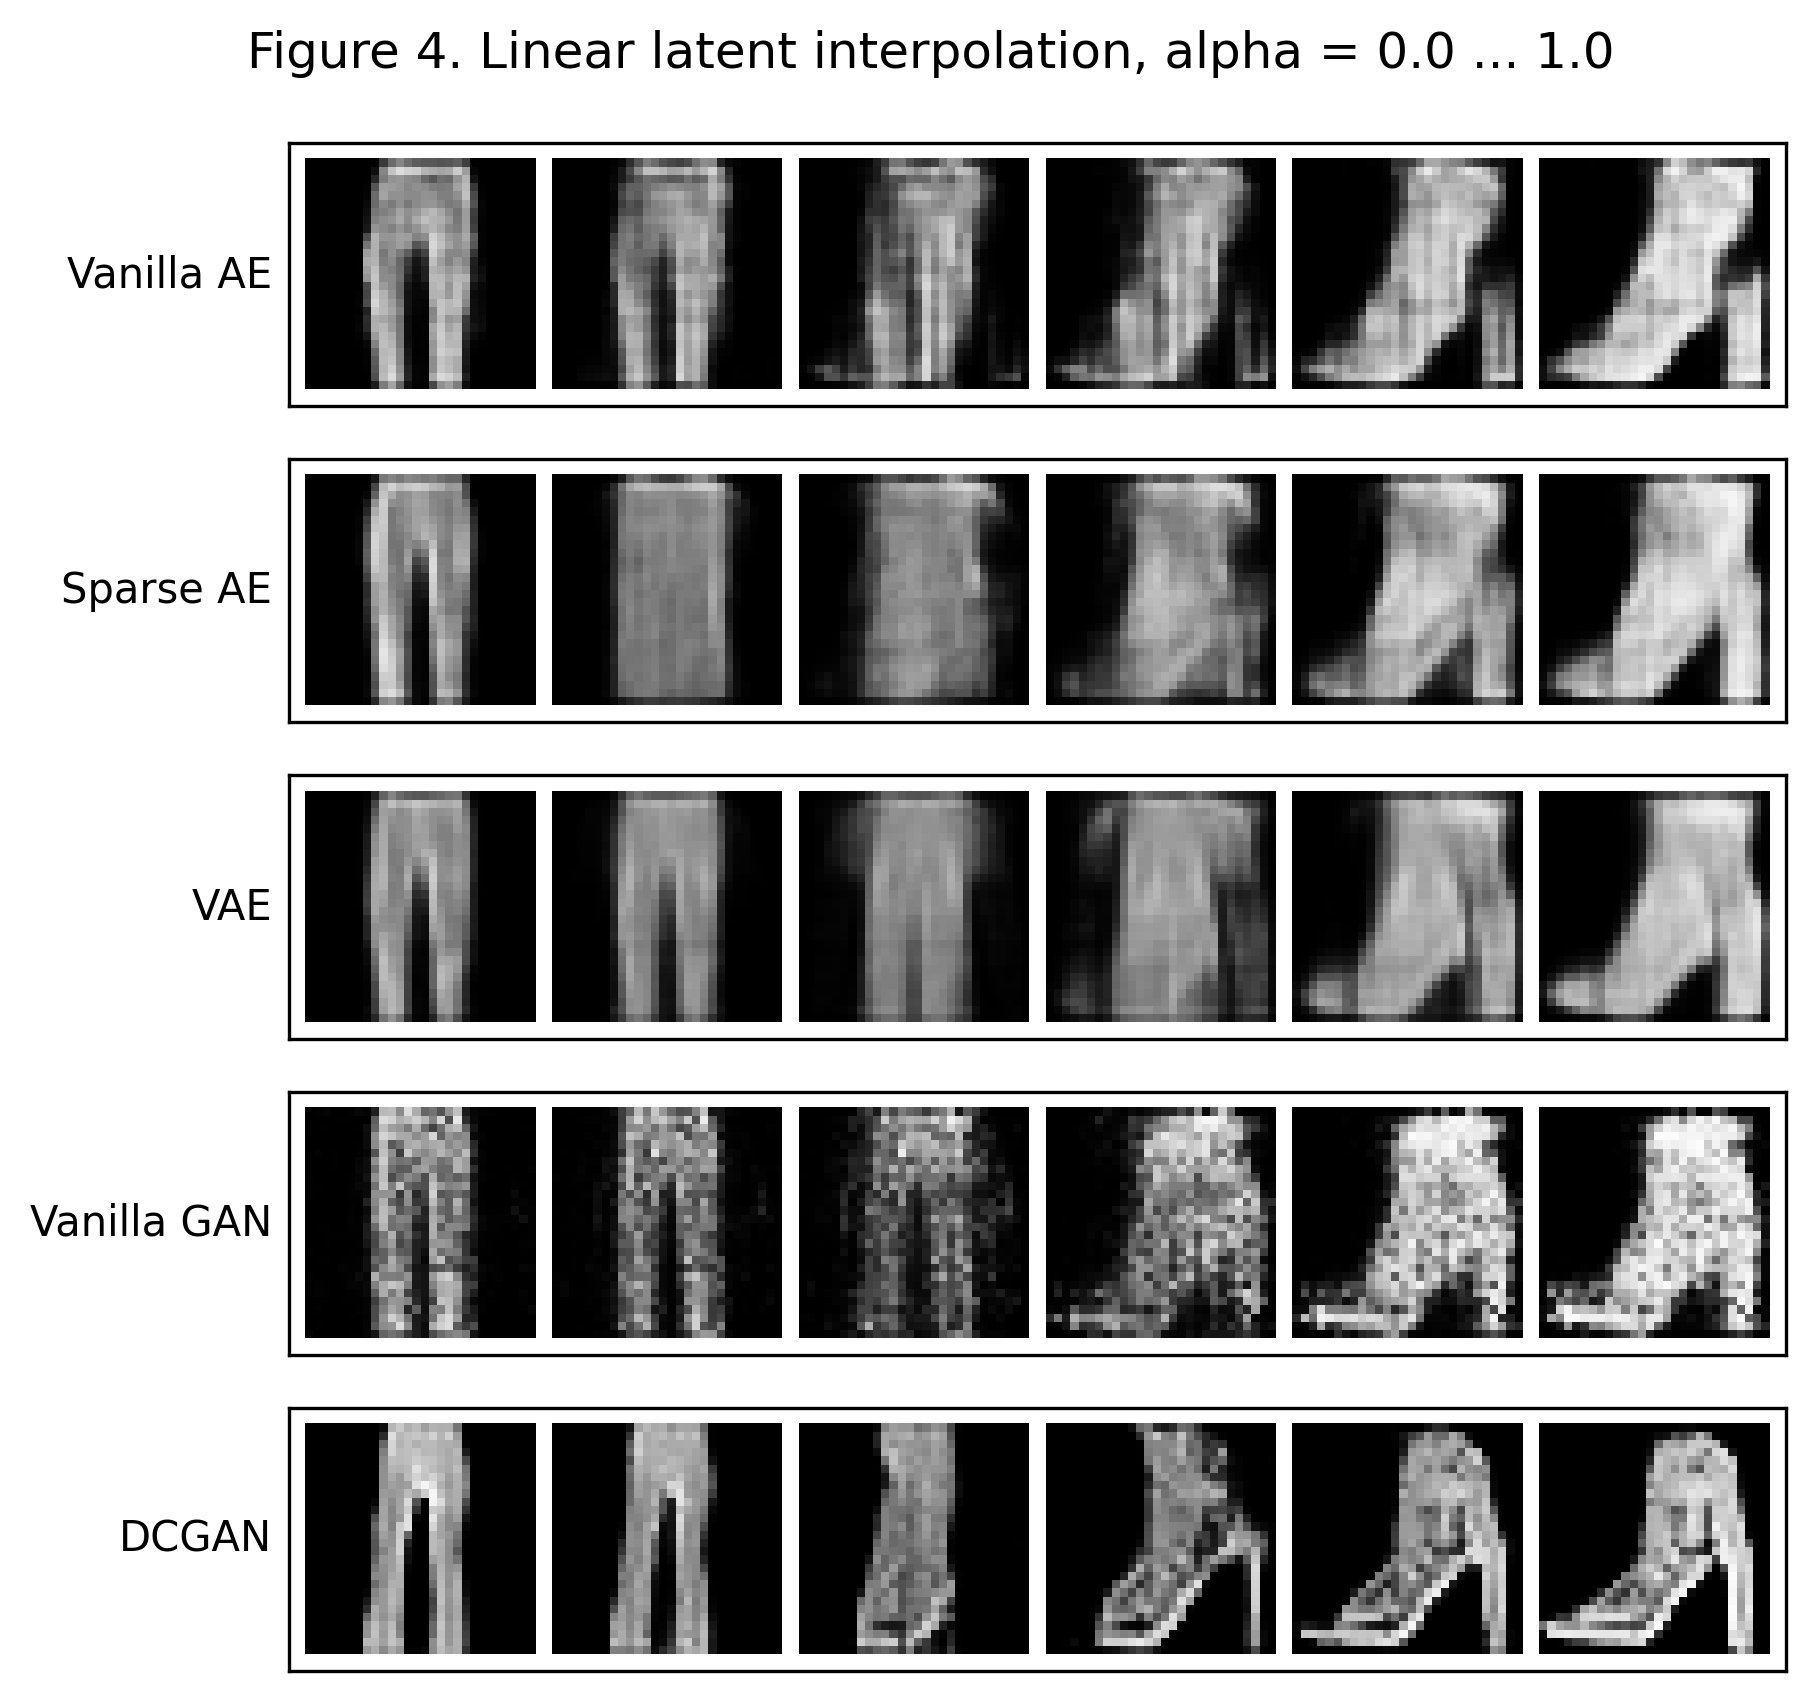 Figure 4. Linear latent interpolation, alpha = 0.0 ... 1.0
Vanilla AE
Sparse AE
VAE
Vanilla GAN
DCGAN